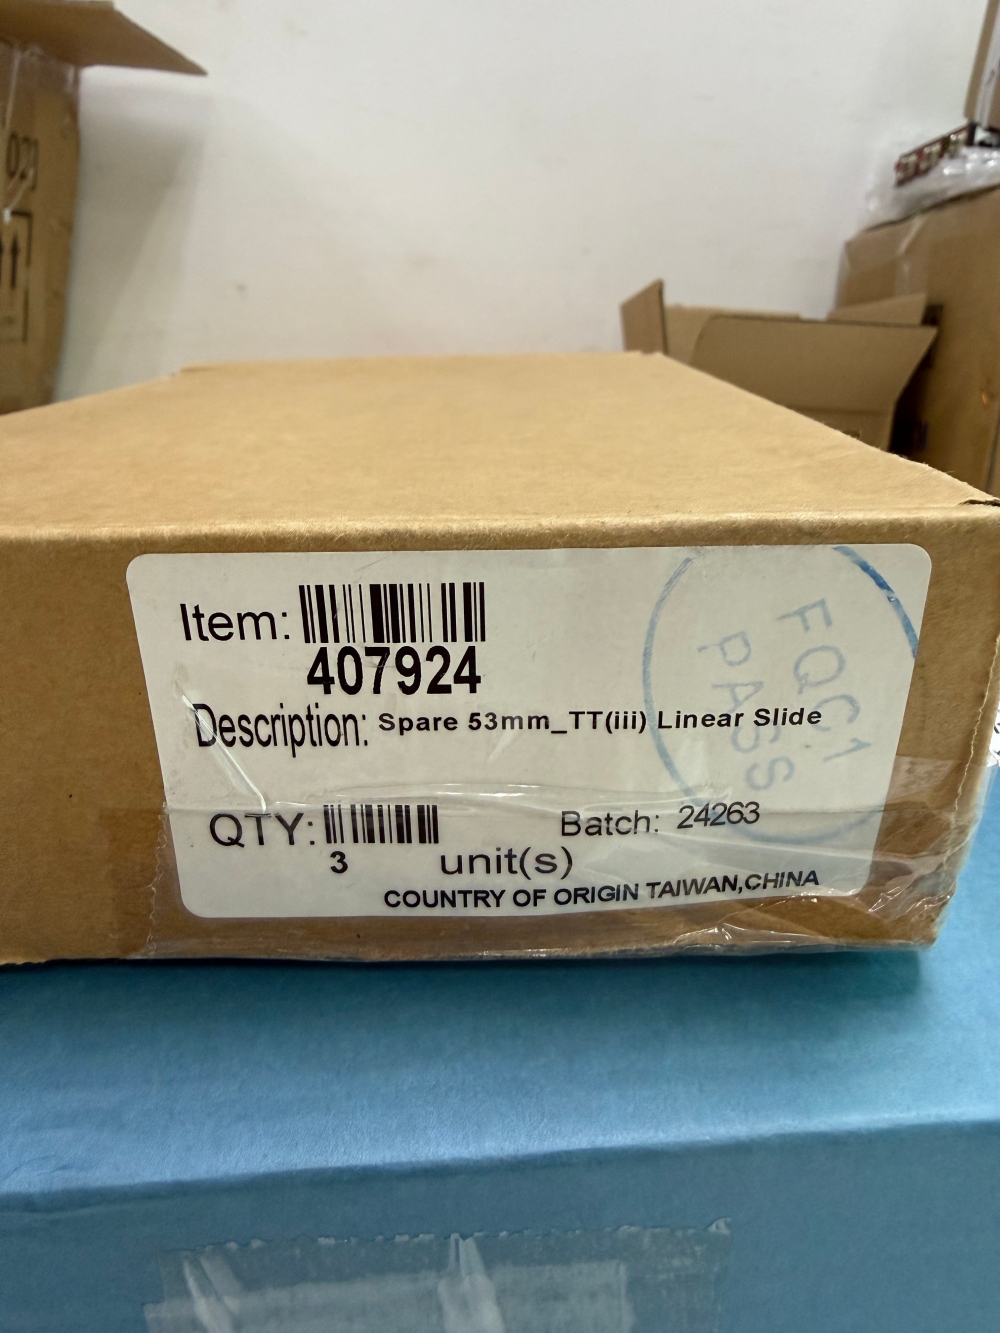 021
Item:
407924
Description: Spare 53mm_TT(iii) Linear Slide
FQC1
PASS
QTY:
Batch: 24263
3 unit(s)
COUNTRY OF ORIGIN TAIWAN,CHINA